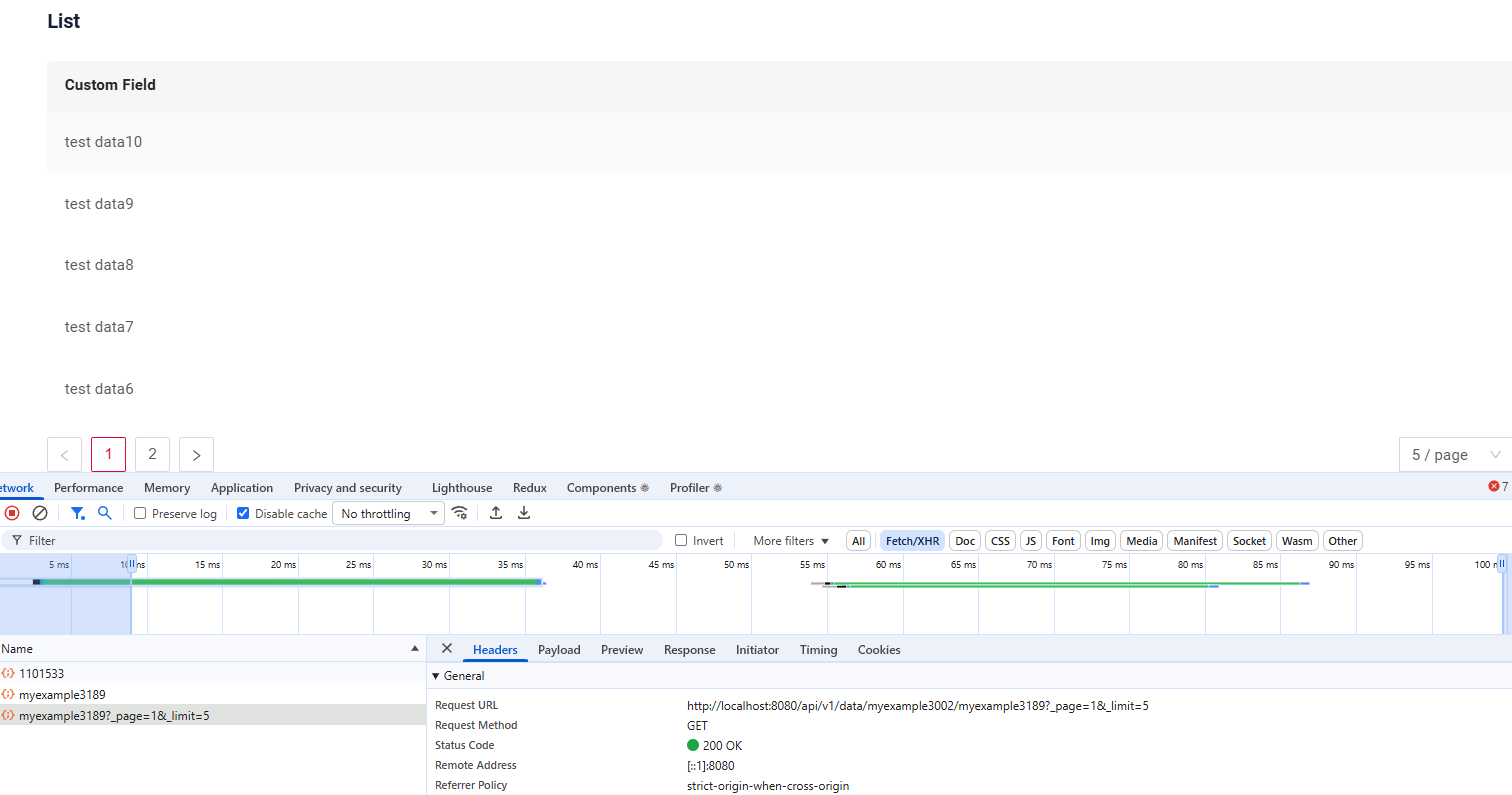 List
Custom Field
test data10
test data9
test data8
test data7
test data6
< 1 2 > 5 / page
etwork Performance Memory Application Privacy and security Lighthouse Redux Components Profiler 7
Preserve log Disable cache No throttling
Filter Invert More filters All Fetch/XHR Doc CSS JS Font Img Media Manifest Socket Wasm Other
5 ms 10 ms 15 ms 20 ms 25 ms 30 ms 35 ms 40 ms 45 ms 50 ms 55 ms 60 ms 65 ms 70 ms 75 ms 80 ms 85 ms 90 ms 95 ms 100 m
Name Headers Payload Preview Response Initiator Timing Cookies
1101533 General
myexample3189
myexample3189?_page=1&_limit=5
Request URL http://localhost:8080/api/v1/data/myexample3002/myexample3189?_page=1&_limit=5
Request Method GET
Status Code 200 OK
Remote Address [::1]:8080
Referrer Policy strict-origin-when-cross-origin